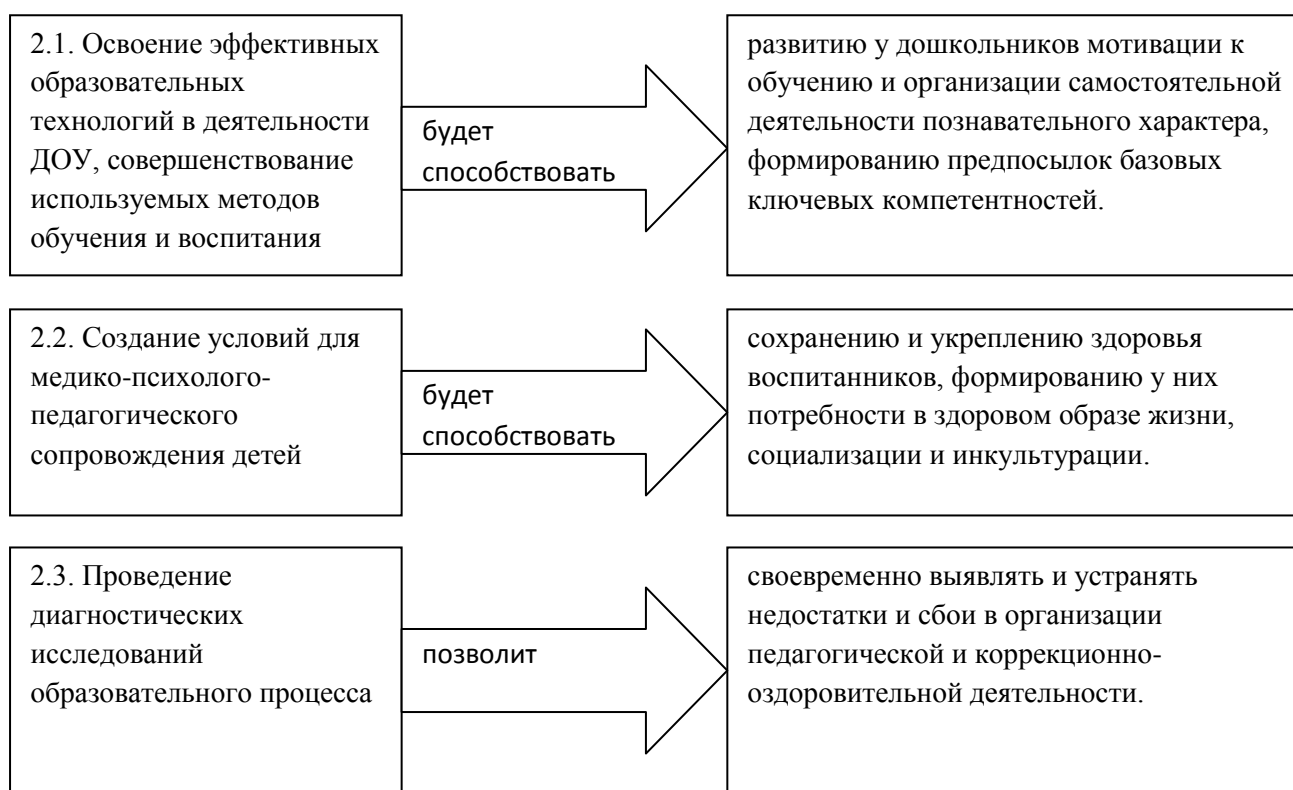 2.1. Освоение эффективных
образовательных
технологий в деятельности
ДОУ, совершенствование
используемых методов
обучения и воспитания
будет
способствовать
развитию у дошкольников мотивации к
обучению и организации самостоятельной
деятельности познавательного характера,
формированию предпосылок базовых
ключевых компетентностей.
2.2. Создание условий для
медико-психолого-
педагогического
сопровождения детей
будет
способствовать
сохранению и укреплению здоровья
воспитанников, формированию у них
потребности в здоровом образе жизни,
социализации и инкультурации.
2.3. Проведение
диагностических
исследований
образовательного процесса
позволит
своевременно выявлять и устранять
недостатки и сбои в организации
педагогической и коррекционно-
оздоровительной деятельности.